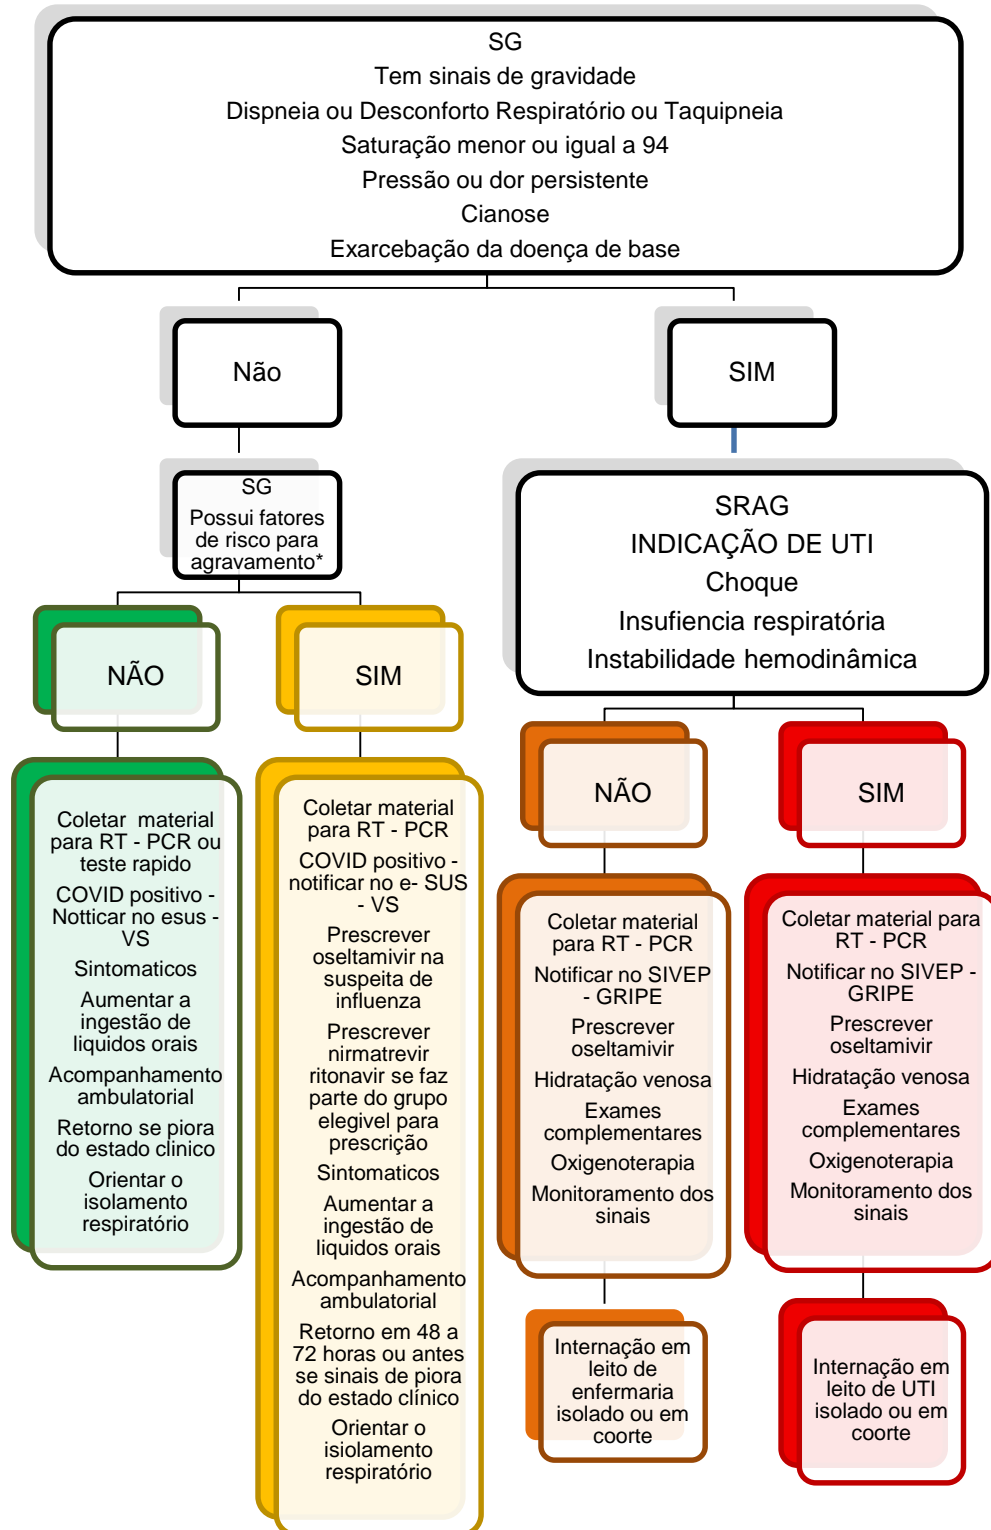 SG
Tem sinais de gravidade
Dispneia ou Desconforto Respiratório ou Taquipneia
Saturação menor ou igual a 94
Pressão ou dor persistente
Cianose
Exarcebação da doença de base
Não
SIM
SG
Possui fatores
de risco para
agravamento*
SRAG
INDICAÇÃO DE UTI
Choque
Insufiencia respiratória
Instabilidade hemodinâmica
NÃO
SIM
NÃO
SIM
Coletar material
para RT - PCR ou
teste rapido
COVID positivo -
Notticar no esus -
VS
Sintomaticos
Aumentar a
ingestão de
liquidos orais
Acompanhamento
ambulatorial
Retorno se piora
do estado clinico
Orientar o
isolamento
respiratório
Coletar material
para RT - PCR
COVID positivo -
notificar no e- SUS
- VS
Prescrever
oseltamivir na
suspeita de
influenza
Prescrever
nirmatrevir
ritonavir se faz
parte do grupo
elegivel para
prescrição
Sintomaticos
Aumentar a
ingestão de
liquidos orais
Acompanhamento
ambulatorial
Retorno em 48 a
72 horas ou antes
se sinais de piora
do estado clínico
Orientar o
isiolamento
respiratório
Coletar material
para RT - PCR
Notificar no SIVEP
- GRIPE
Prescrever
oseltamivir
Hidratação venosa
Exames
complementares
Oxigenoterapia
Monitoramento dos
sinais
Internação em
leito de
enfermaria
isolado ou em
coorte
Coletar material para
RT - PCR
Notificar no SIVEP -
GRIPE
Prescrever
oseltamivir
Hidratação venosa
Exames
complementares
Oxigenoterapia
Monitoramento dos
sinais
Internação em
leito de UTI
isolado ou em
coorte